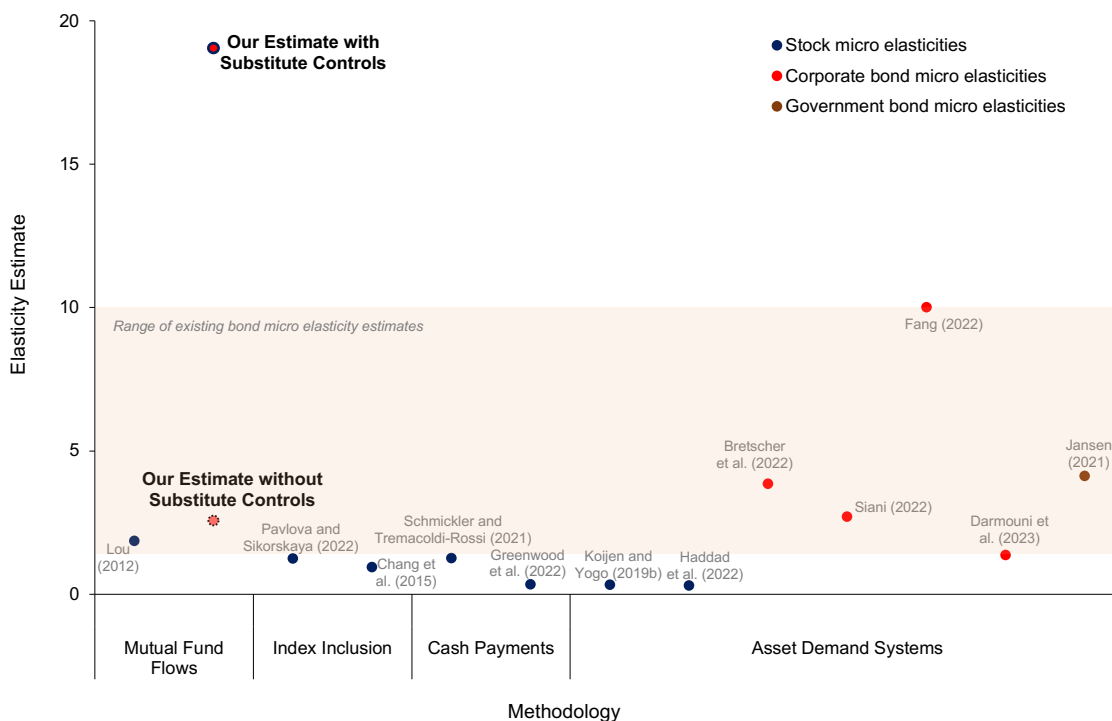 20
15
10
5
0
Elasticity Estimate
Our Estimate with
Substitute Controls
Stock micro elasticities
Corporate bond micro elasticities
Government bond micro elasticities
Range of existing bond micro elasticity estimates
Fang (2022)
Bretscher
et al. (2022)
Jansen
(2021)
Our Estimate without
Substitute Controls
Siani (2022)
Lou
(2012)
Pavlova and
Sikorskaya (2022)
Chang et
al. (2015)
Schmickler and
Tremacoldi-Rossi (2021)
Greenwood
et al. (2022)
Koijen and
Yogo (2019b)
Haddad
et al. (2022)
Darmouni et
al. (2023)
Mutual Fund
Flows
Index Inclusion
Cash Payments
Asset Demand Systems
Methodology